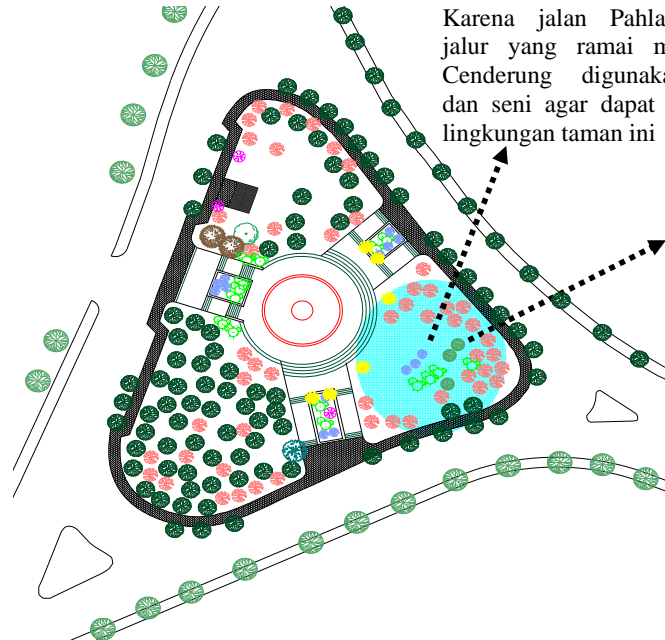 Karena jalan Pahla
jalur yang ramai m
Cenderung digunaka
dan seni agar dapat
lingkungan taman ini